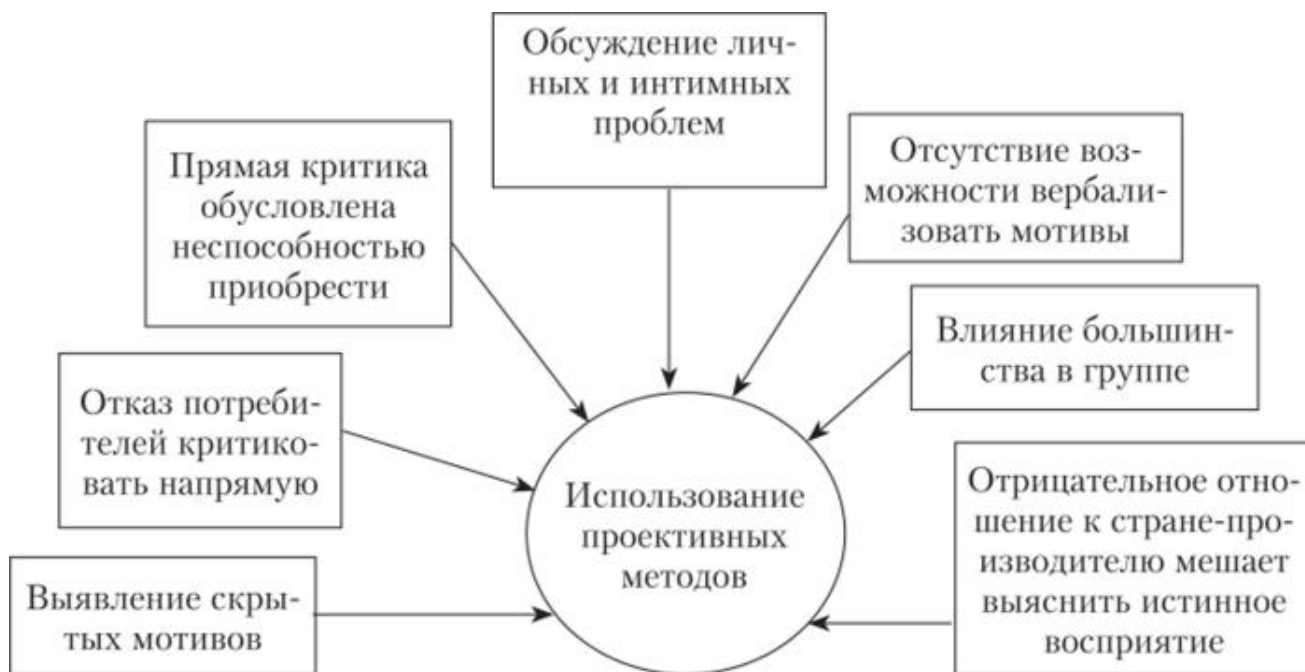 Обсуждение лич-
ных и интимных
проблем
Прямая критика
обусловлена
неспособностью
приобрести
Отсутствие воз-
можности вербали-
зовать мотивы
Влияние большин-
ства в группе
Отказ потреби-
телей критико-
вать напрямую
Использование
проективных
методов
Отрицательное отно-
шение к стране-про-
изводителю мешает
выяснить истинное
восприятие
Выявление скры-
тых мотивов